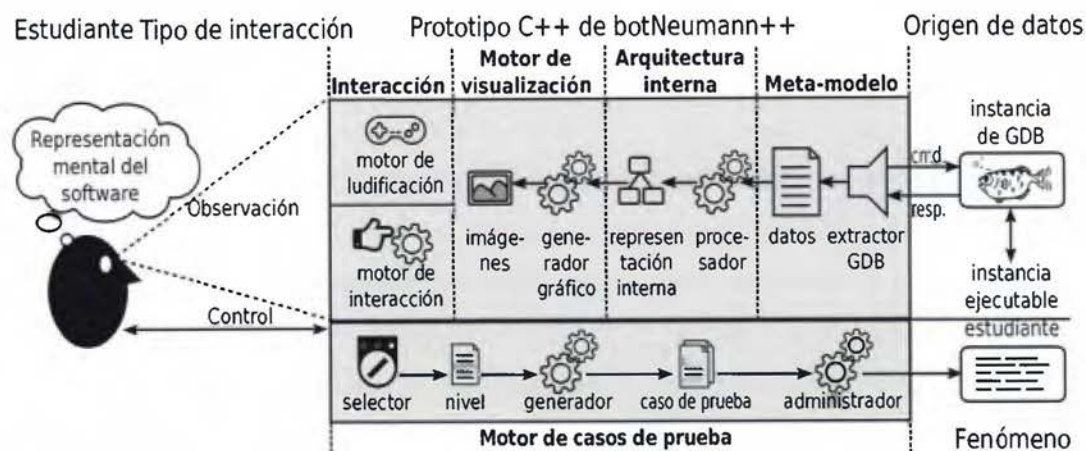 Estudiante Tipo de interacción
Prototipo C++ de botNeumann++
Origen de datos
Interacción
Motor de
visualización
Arquitectura
interna
Meta-modelo
Representación
mental del
software
Observación
Control
motor de
ludificación
motor de
interacción
imáge-
nes
gene-
rador
gráfico
represen
tación
interna
proce-
sador
datos
extractor
GDB
cmd
resp.
instancia
de GDB
instancia
ejecutable
estudiante
selector
nivel
generador
caso de prueba
administrador
Motor de casos de prueba
Fenómeno